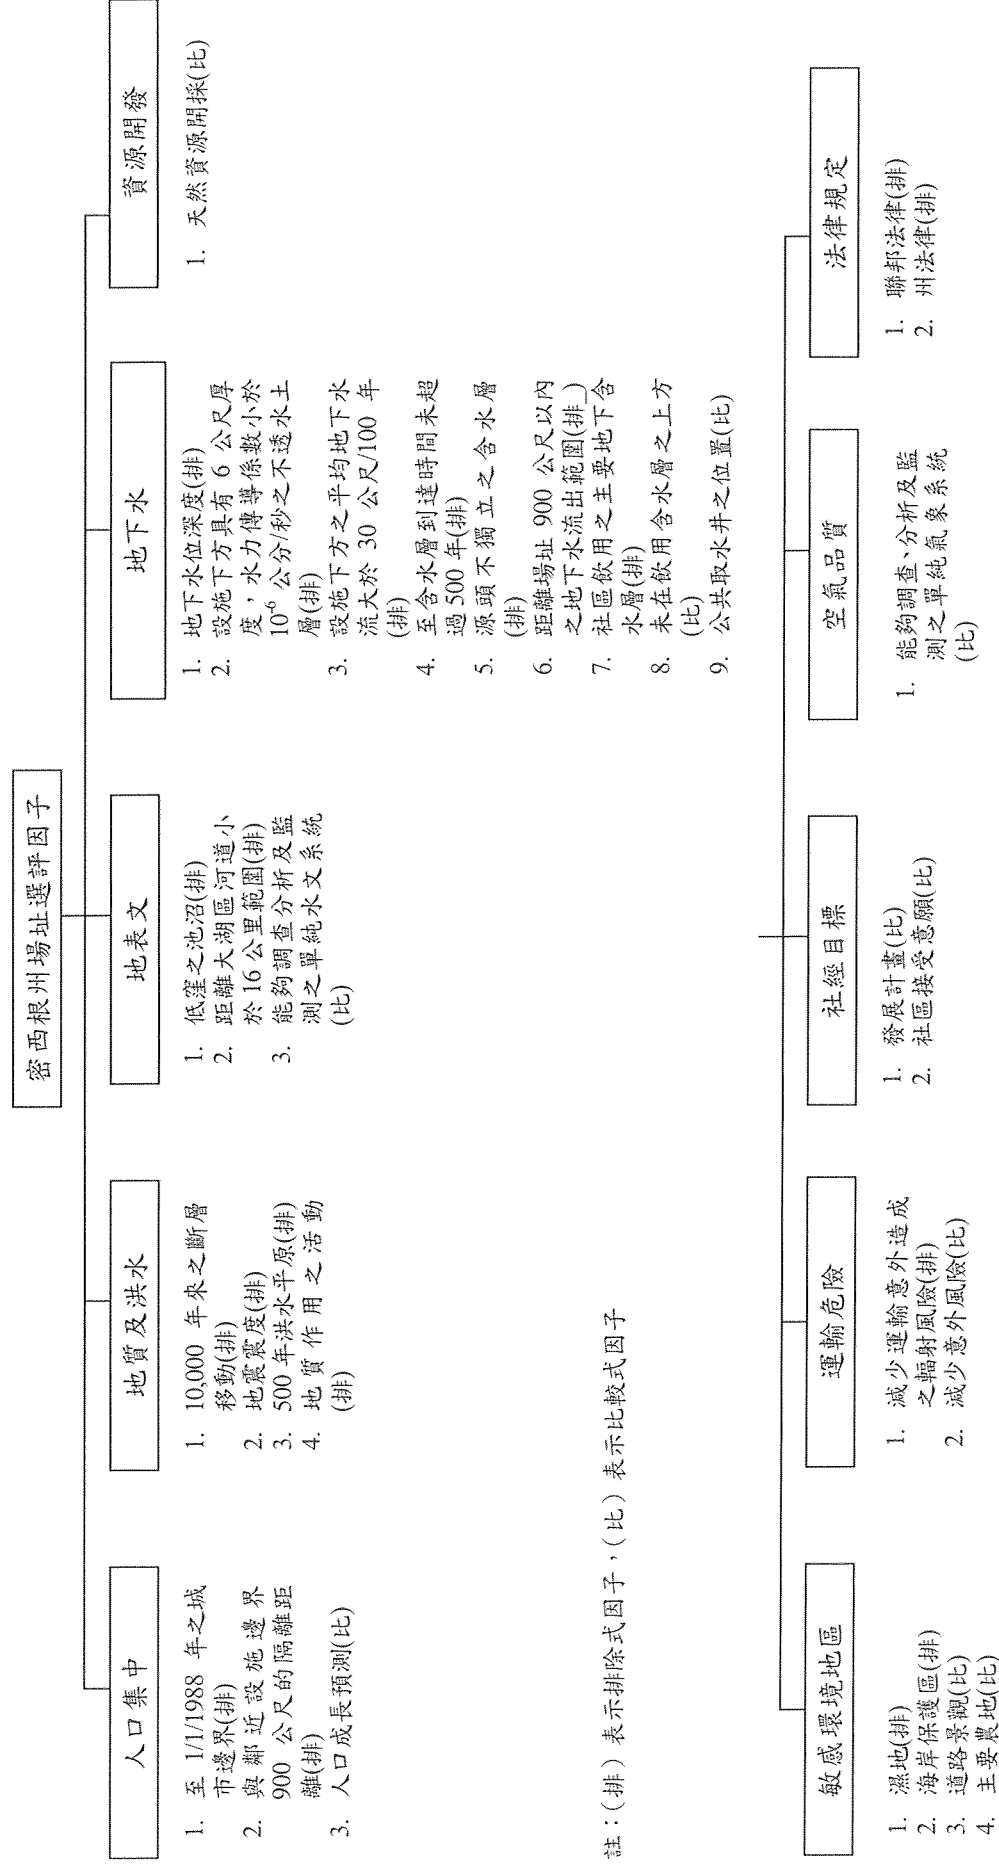 密西根州場址選評因子
人口集中
1. 至 1/1/1988 年之城
市邊界(排)
2. 與鄰近設施邊界
900 公尺的隔離距
離(排)
3. 人口成長預測(比)
地質及洪水
1. 10,000 年來之斷層
移動(排)
2. 地震震度(排)
3. 500 年洪水平原(排)
4. 地質作用之活動
(排)
地表文
1. 低窪之池沼(排)
2. 距離大湖區河道小
於 16 公里範圍(排)
3. 能夠調查分析及監
測之單純水文系統
(比)
地下水
1. 地下水位深度(排)
2. 設施下方具有 6 公尺厚
度，水力傳導係數小於
10⁻⁶ 公分/秒之不透水土
層(排)
3. 設施下方之平均地下水
流大於 30 公尺/100 年
(排)
4. 至含水層到達時間未超
過 500 年(排)
5. 源頭不獨立之含水層
(排)
6. 距離場址 900 公尺以內
之地下水流出範圍(排_)
7. 社區飲用之主要地下含
水層(排)
8. 未在飲用含水層之上方
(比)
9. 公共取水井之位置(比)
資源開發
1. 天然資源開採(比)
註：(排) 表示排除式因子，(比) 表示比較式因子
敏感環境地區
1. 濕地(排)
2. 海岸保護區(排)
3. 道路景觀(比)
4. 主要農地(比)
運輸危險
1. 減少運輸意外造成
之輻射風險(排)
2. 減少意外風險(比)
社經目標
1. 發展計畫(比)
2. 社區接受意願(比)
空氣品質
1. 能夠調查、分析及監
測之單純氣象系統
(比)
法律規定
1. 聯邦法律(排)
2. 州法律(排)